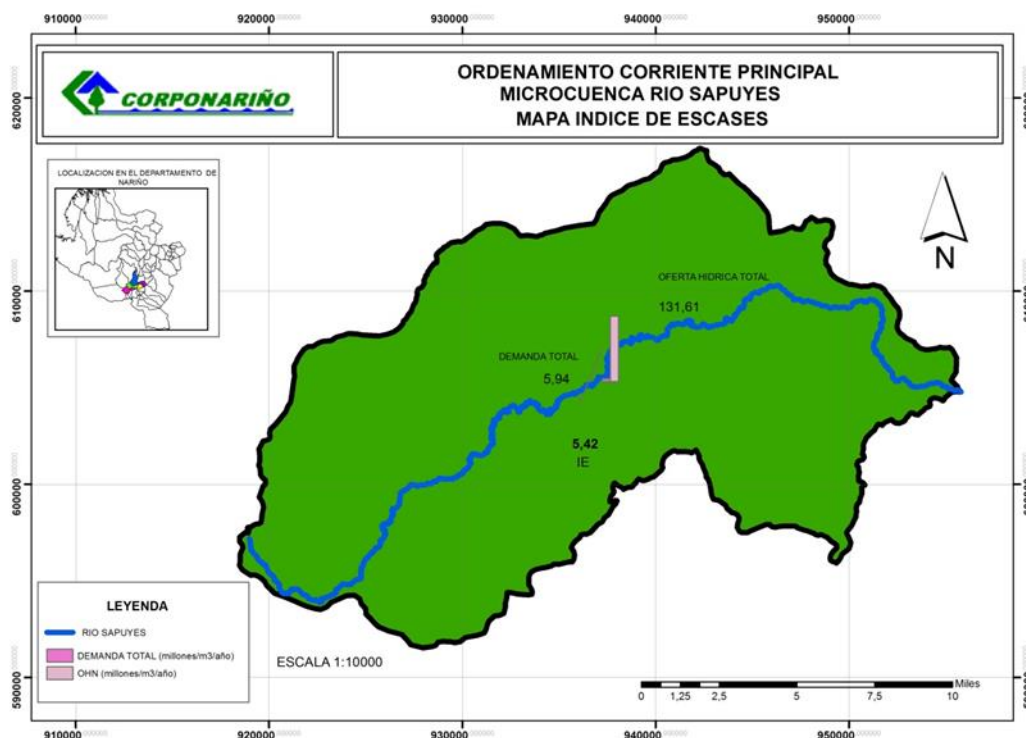 910000
920000
930000
940000
950000
CORPONARIÑO
ORDENAMIENTO CORRIENTE PRINCIPAL
MICROCUENCA RIO SAPUYES
MAPA INDICE DE ESCASES
620000
LOCALIZACION EN EL DEPARTAMENTO DE
NARIÑO
N
610000
OFERTA HIDRICA TOTAL
131,61
DEMANDA TOTAL
5,94
5,42
IE
600000
LEYENDA
RIO SAPUYES
DEMANDA TOTAL (millones/m3/año)
OHN (millones/m3/año)
ESCALA 1:10000
590000
Miles
0 1,25 2,5 5 7,5 10
910000
920000
930000
940000
950000